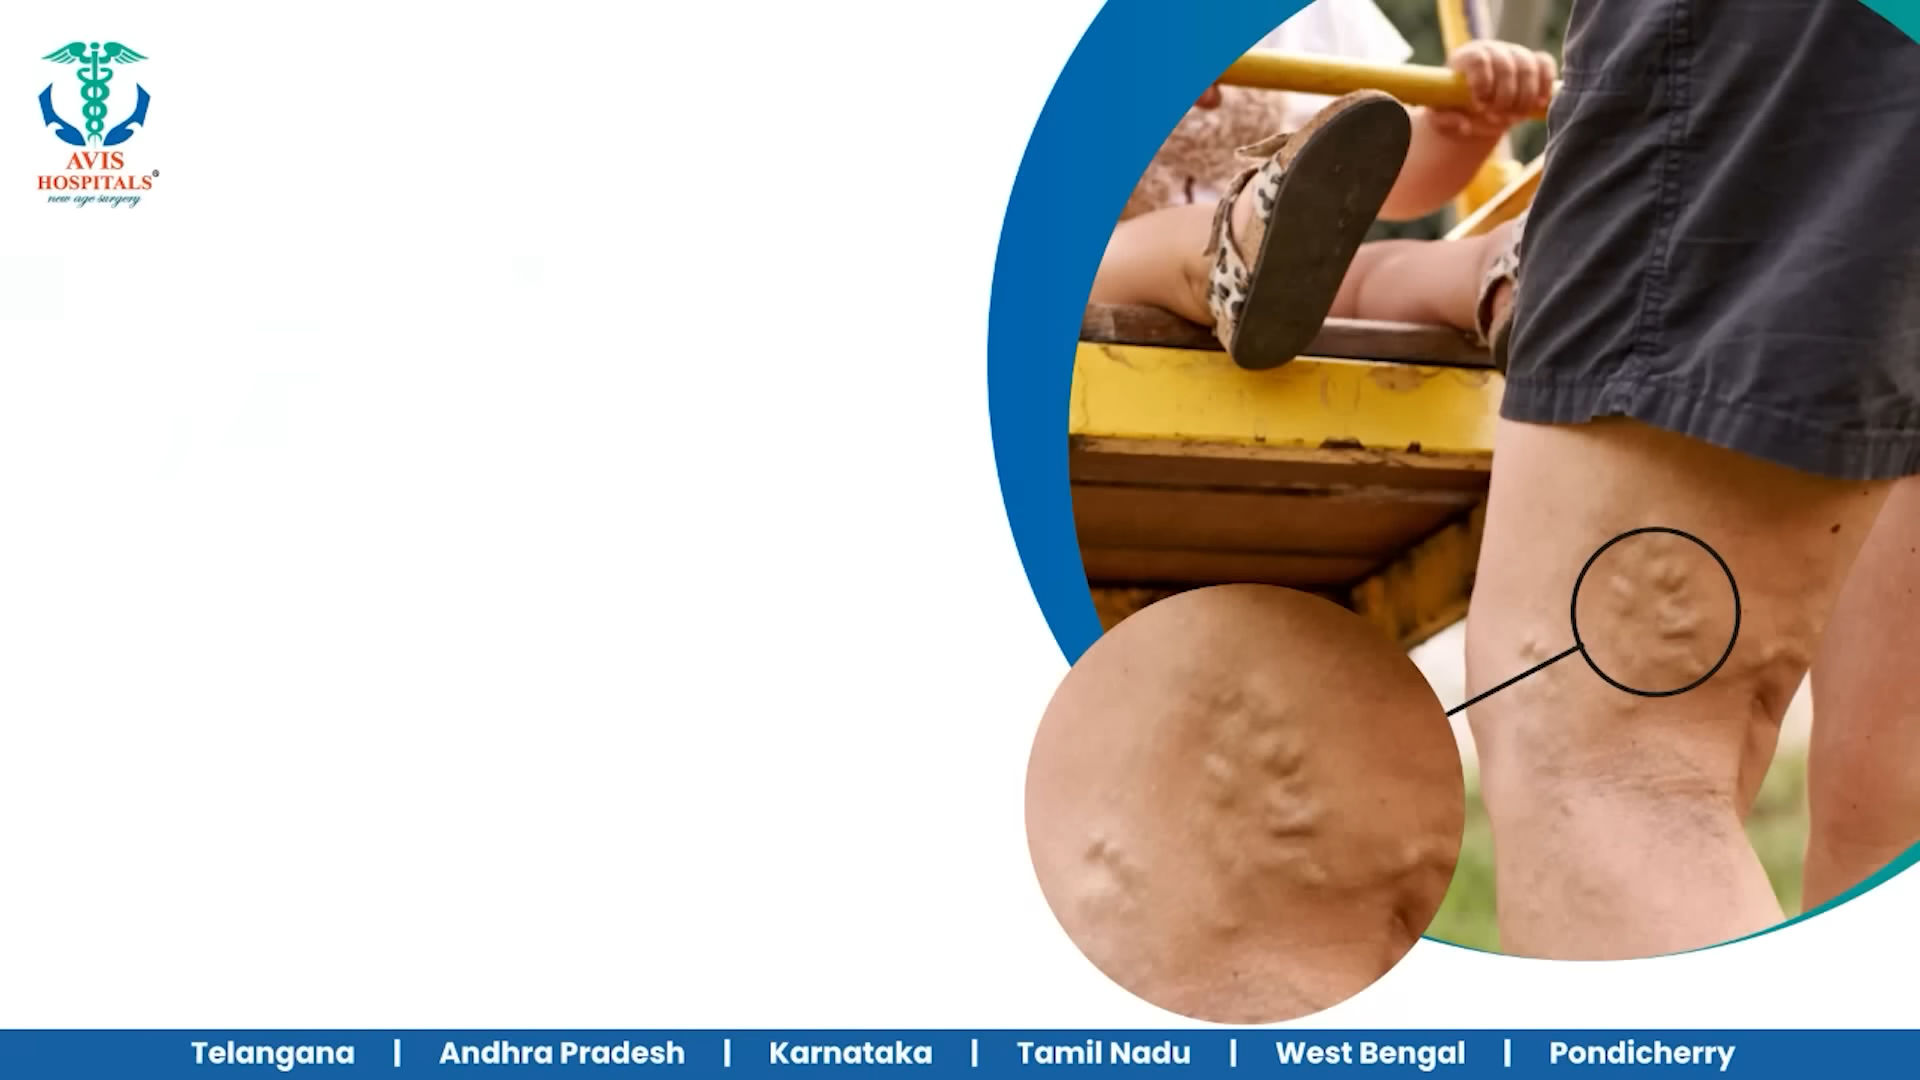 AVIS
HOSPITALS®
new age surgery
Telangana | Andhra Pradesh | Karnataka | Tamil Nadu | West Bengal | Pondicherry